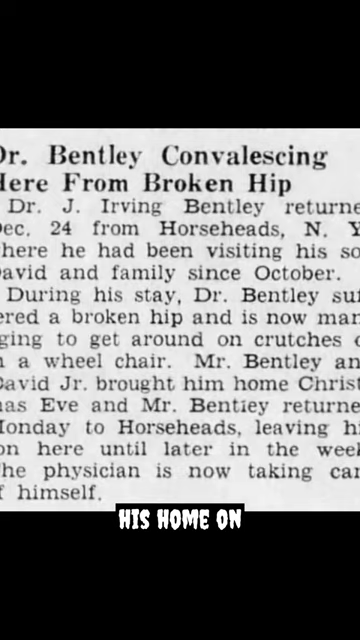 Dr. Bentley Convalescing
Here From Broken Hip
Dr. J. Irving Bentley returne
Dec. 24 from Horseheads, N. Y
where he had been visiting his so
David and family since October.
During his stay, Dr. Bentley suf
ered a broken hip and is now man
ging to get around on crutches o
n a wheel chair. Mr. Bentley an
David Jr. brought him home Christ
mas Eve and Mr. Bentley returne
Monday to Horseheads, leaving hi
on here until later in the week
The physician is now taking car
f himself.
HIS HOME ON